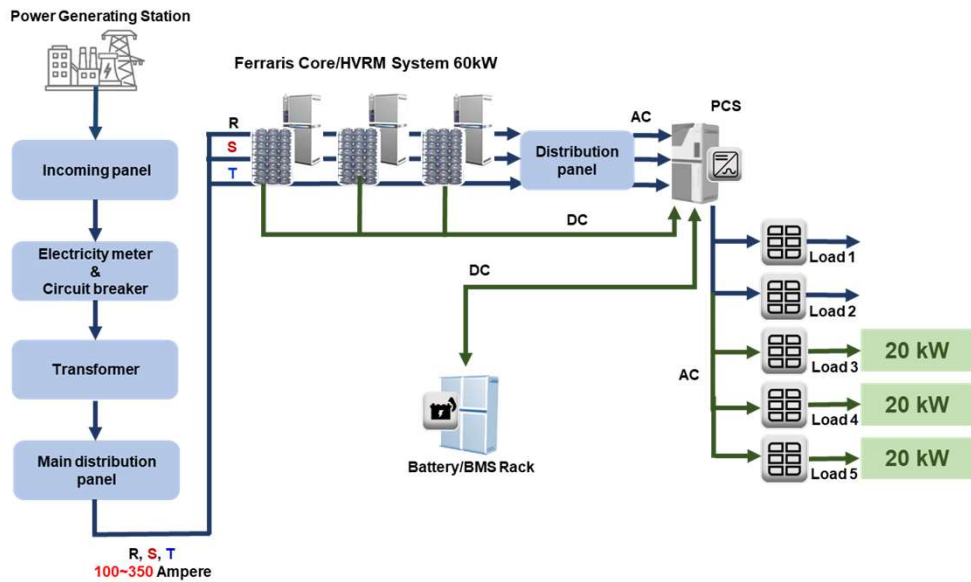 Power Generating Station
Ferraris Core/HVRM System 60kW
R
S
T
AC
PCS
Incoming panel
Distribution
panel
DC
Electricity meter
&
Circuit breaker
DC
Load 1
Load 2
Transformer
Load 3
20 kW
AC
Load 4
20 kW
Main distribution
panel
Battery/BMS Rack
Load 5
20 kW
R, S, T
100~350 Ampere